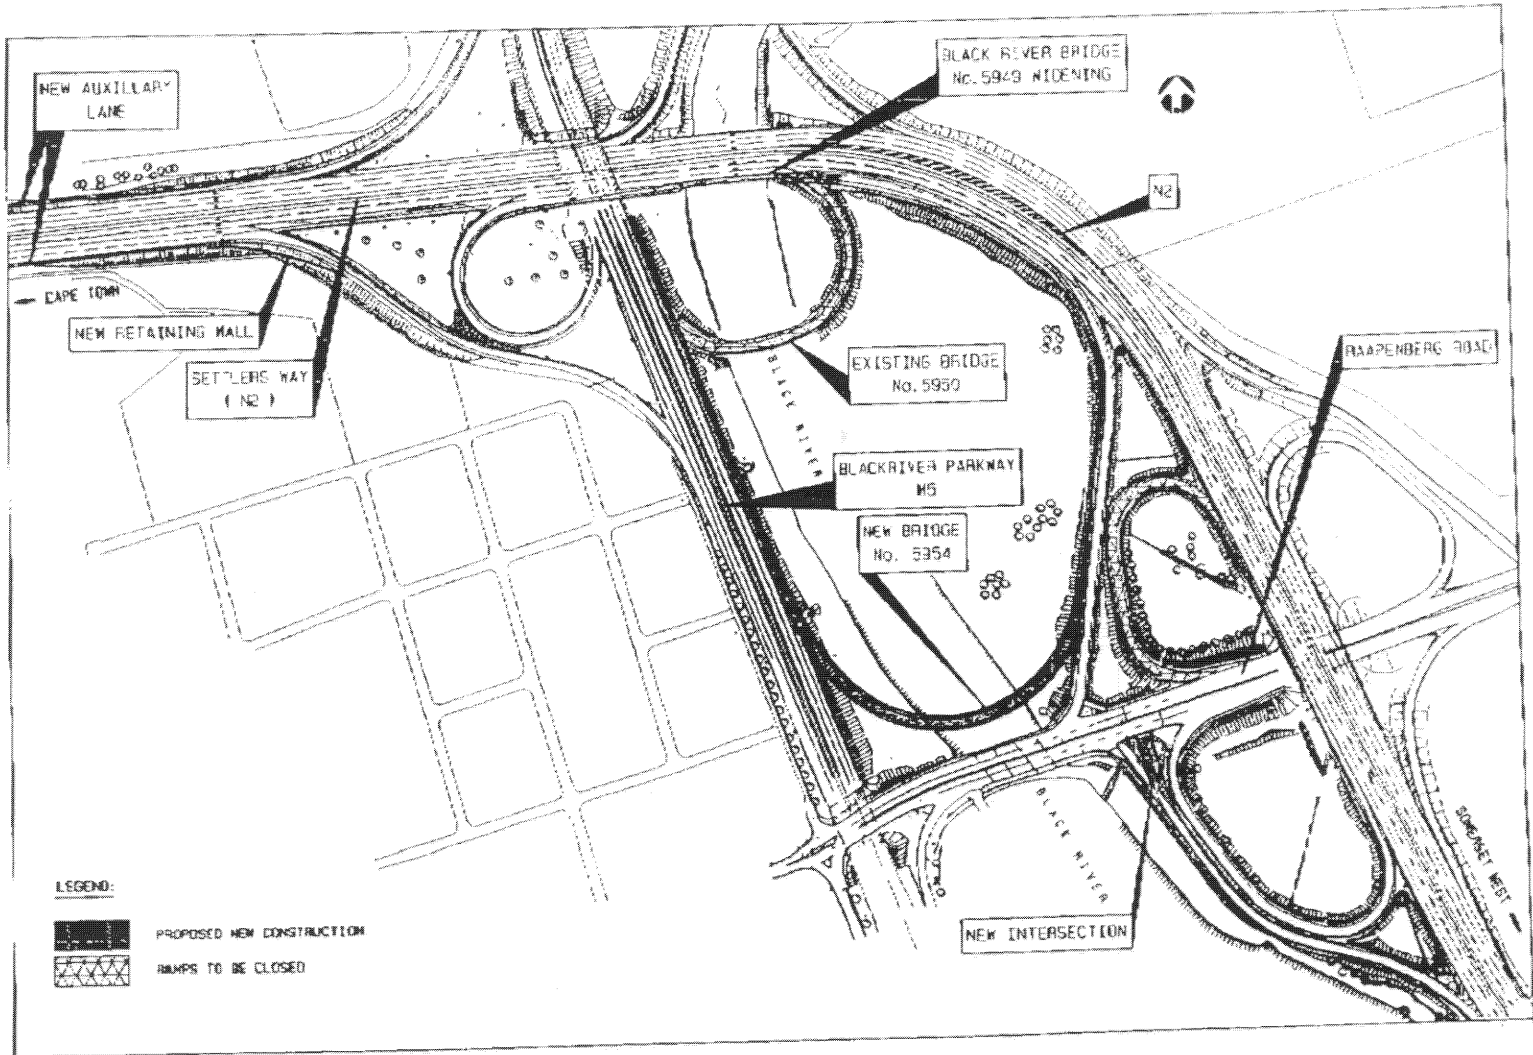 NEW AUXILLARY
LANE
BLACK RIVER BRIDGE
No. 5949 WIDENING
N2
CAPE TOWN
NEW RETAINING WALL
SETTLERS WAY
( N2 )
EXISTING BRIDGE
No. 5950
RAAPENBERG ROAD
BLACK RIVER
BLACKRIVER PARKWAY
M5
NEW BRIDGE
No. 5954
BLACK RIVER
SOMERSET WEST
NEW INTERSECTION
LEGEND:
PROPOSED NEW CONSTRUCTION
RAMPS TO BE CLOSED